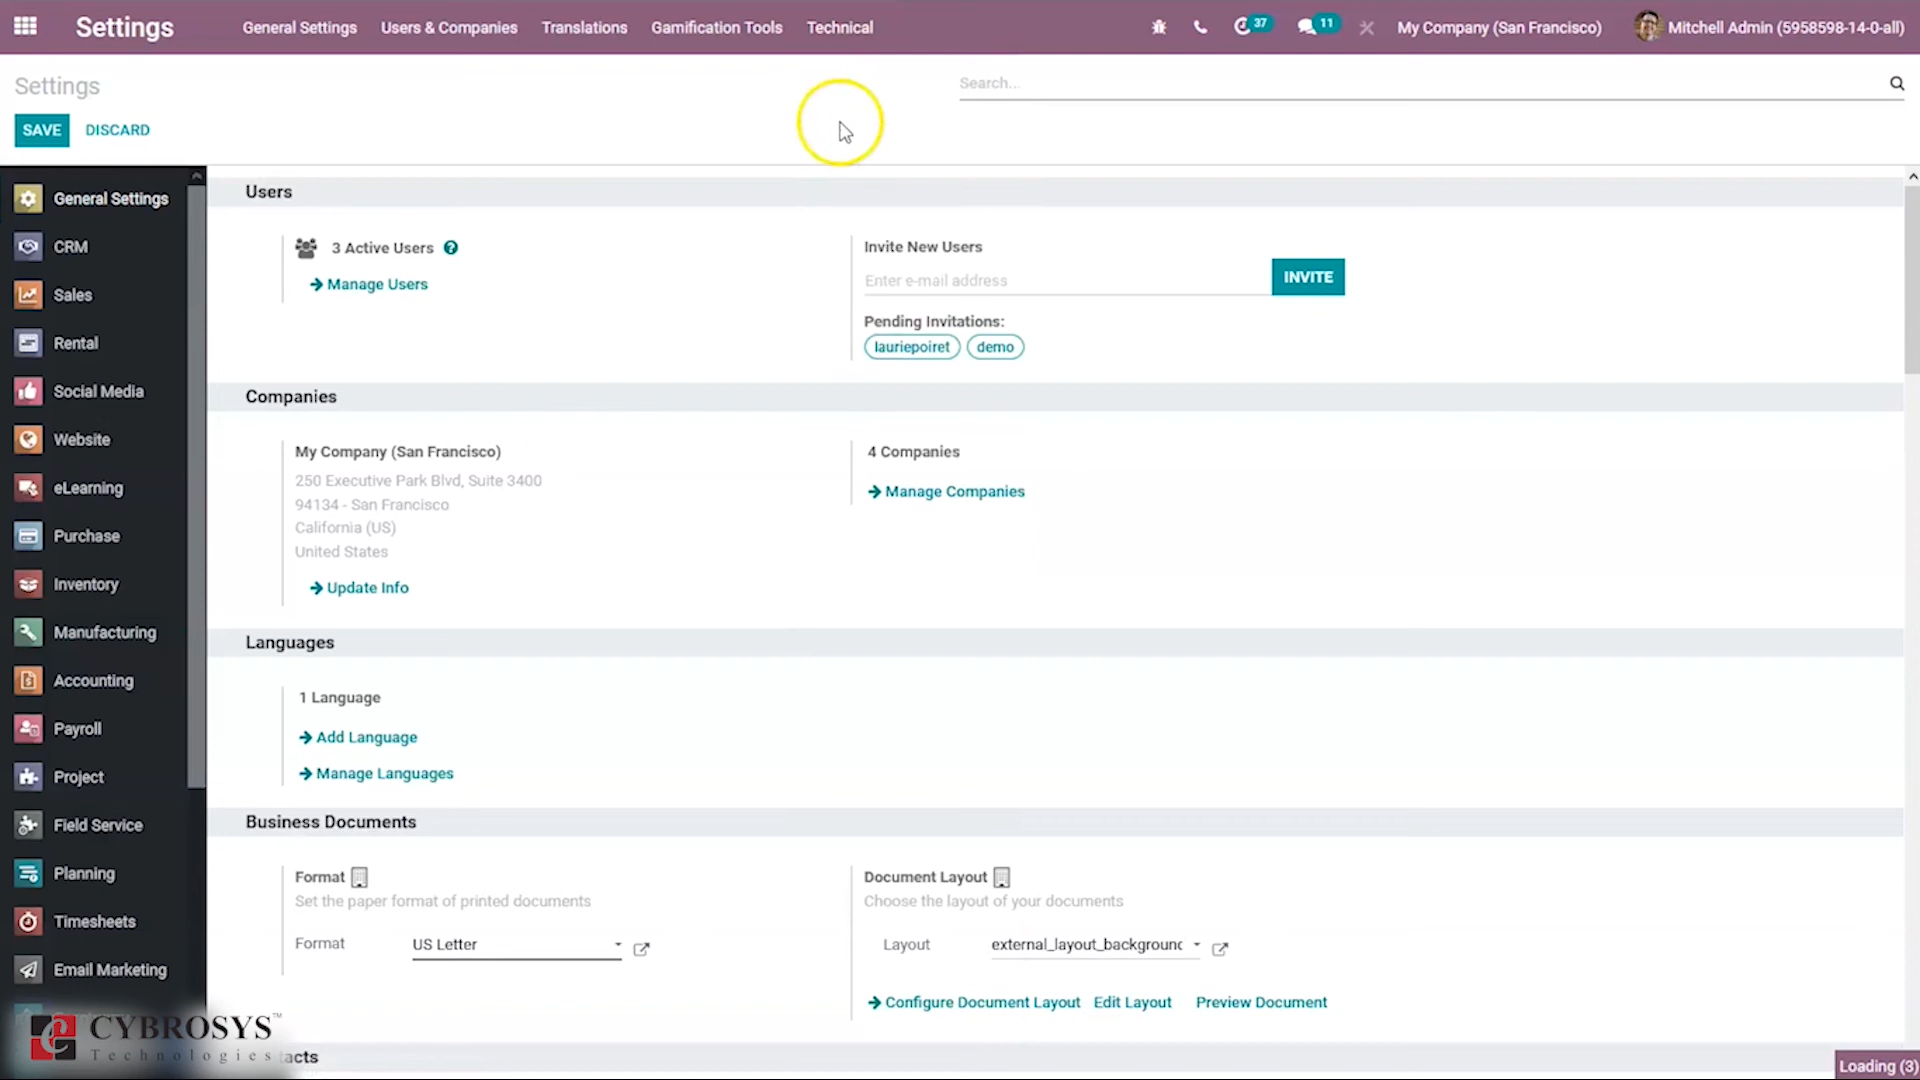 Settings General Settings Users & Companies Translations Gamification Tools Technical 37 11 My Company (San Francisco) Mitchell Admin (5958598-14-0-all)
Settings
Search...
SAVE DISCARD
General Settings
CRM
Sales
Rental
Social Media
Website
eLearning
Purchase
Inventory
Manufacturing
Accounting
Payroll
Project
Field Service
Planning
Timesheets
Email Marketing
Users
3 Active Users
Manage Users
Invite New Users
Enter e-mail address
INVITE
Pending Invitations:
lauriepoiret demo
Companies
My Company (San Francisco)
250 Executive Park Blvd, Suite 3400
94134 - San Francisco
California (US)
United States
Update Info
4 Companies
Manage Companies
Languages
1 Language
Add Language
Manage Languages
Business Documents
Format
Set the paper format of printed documents
Format US Letter
Document Layout
Choose the layout of your documents
Layout external_layout_background
Configure Document Layout Edit Layout Preview Document
CYBROSYS™
Technologies
Loading (3)